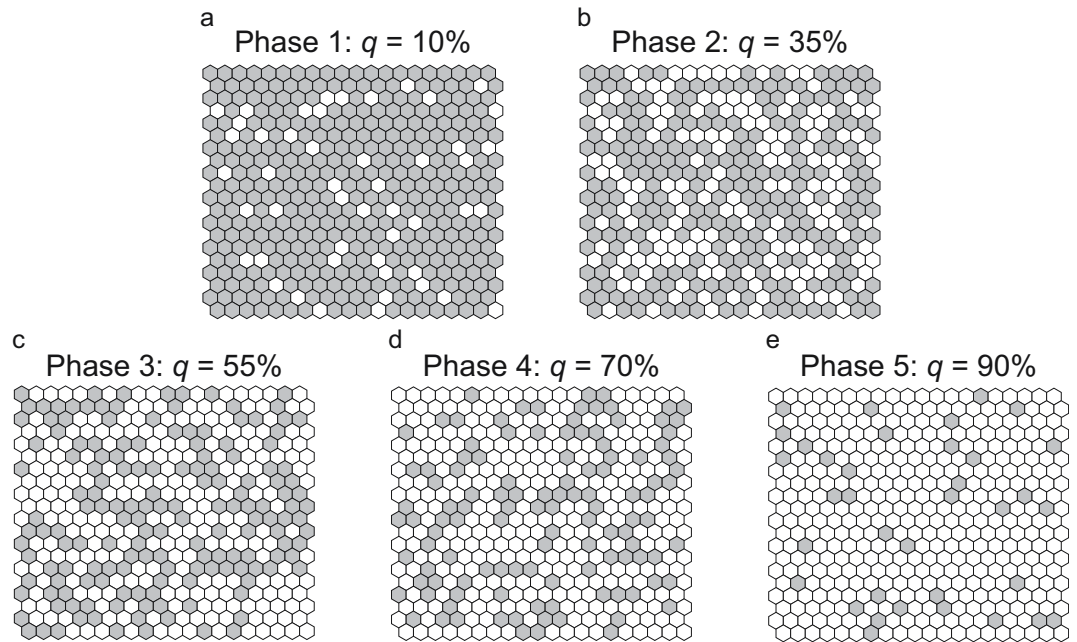 a
Phase 1: q = 10%
b
Phase 2: q = 35%
c
Phase 3: q = 55%
d
Phase 4: q = 70%
e
Phase 5: q = 90%